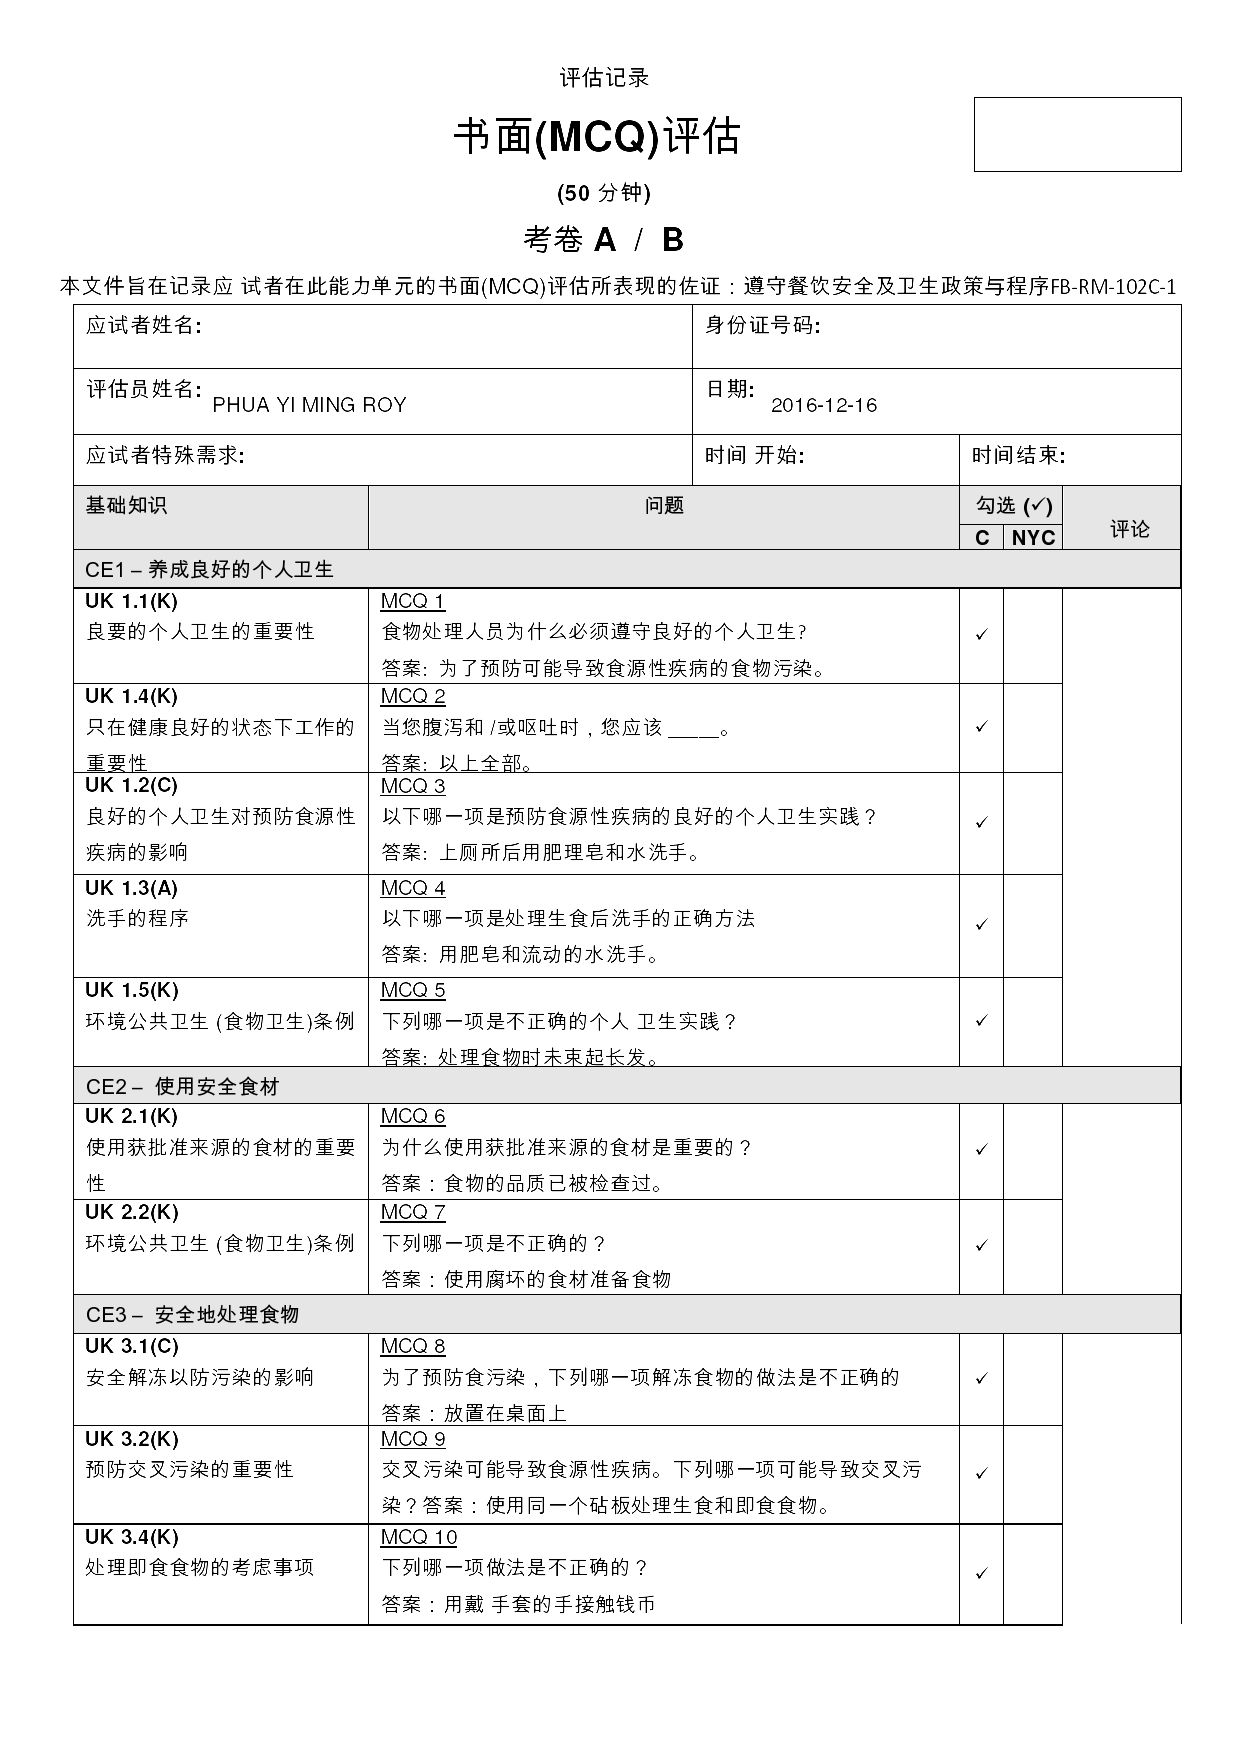 评估记录
书面(MCQ)评估
(50 分钟)
考卷 A / B
本文件旨在记录应 试者在此能力单元的书面(MCQ)评估所表现的佐证：遵守餐饮安全及卫生政策与程序FB-RM-102C-1
应试者姓名:
身份证号码:
评估员姓名: PHUA YI MING ROY
日期: 2016-12-16
应试者特殊需求:
时间 开始:
时间结束:
基础知识
问题
勾选 (✓)
评论
C NYC
CE1 – 养成良好的个人卫生
UK 1.1(K)
良要的个人卫生的重要性
MCQ 1
食物处理人员为什么必须遵守良好的个人卫生?
答案: 为了预防可能导致食源性疾病的食物污染。
✓
UK 1.4(K)
只在健康良好的状态下工作的
重要性
MCQ 2
当您腹泻和 /或呕吐时，您应该 _____。
答案: 以上全部。
✓
UK 1.2(C)
良好的个人卫生对预防食源性
疾病的影响
MCQ 3
以下哪一项是预防食源性疾病的良好的个人卫生实践？
答案: 上厕所后用肥理皂和水洗手。
✓
UK 1.3(A)
洗手的程序
MCQ 4
以下哪一项是处理生食后洗手的正确方法
答案: 用肥皂和流动的水洗手。
✓
UK 1.5(K)
环境公共卫生 (食物卫生)条例
MCQ 5
下列哪一项是不正确的个人 卫生实践？
答案: 处理食物时未束起长发。
✓
CE2 – 使用安全食材
UK 2.1(K)
使用获批准来源的食材的重要
性
MCQ 6
为什么使用获批准来源的食材是重要的？
答案：食物的品质已被检查过。
✓
UK 2.2(K)
环境公共卫生 (食物卫生)条例
MCQ 7
下列哪一项是不正确的？
答案：使用腐坏的食材准备食物
✓
CE3 – 安全地处理食物
UK 3.1(C)
安全解冻以防污染的影响
MCQ 8
为了预防食污染，下列哪一项解冻食物的做法是不正确的
答案：放置在桌面上
✓
UK 3.2(K)
预防交叉污染的重要性
MCQ 9
交叉污染可能导致食源性疾病。下列哪一项可能导致交叉污
染？答案：使用同一个砧板处理生食和即食食物。
✓
UK 3.4(K)
处理即食食物的考虑事项
MCQ 10
下列哪一项做法是不正确的？
答案：用戴 手套的手接触钱币
✓